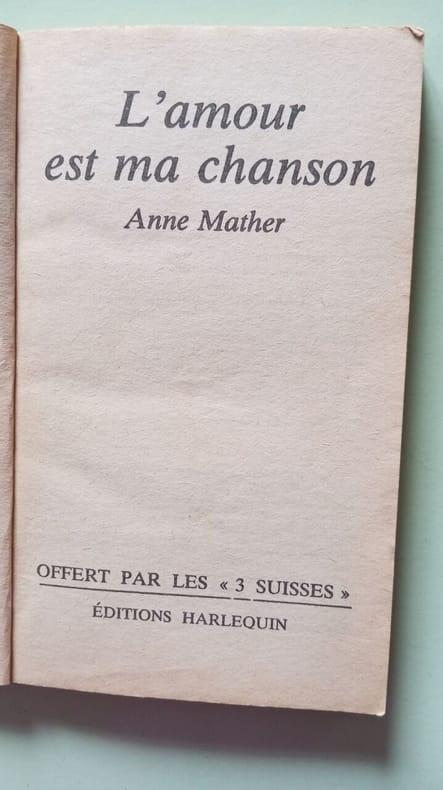 L'amour
est ma chanson
Anne Mather
OFFERT PAR LES « 3 SUISSES »
ÉDITIONS HARLEQUIN